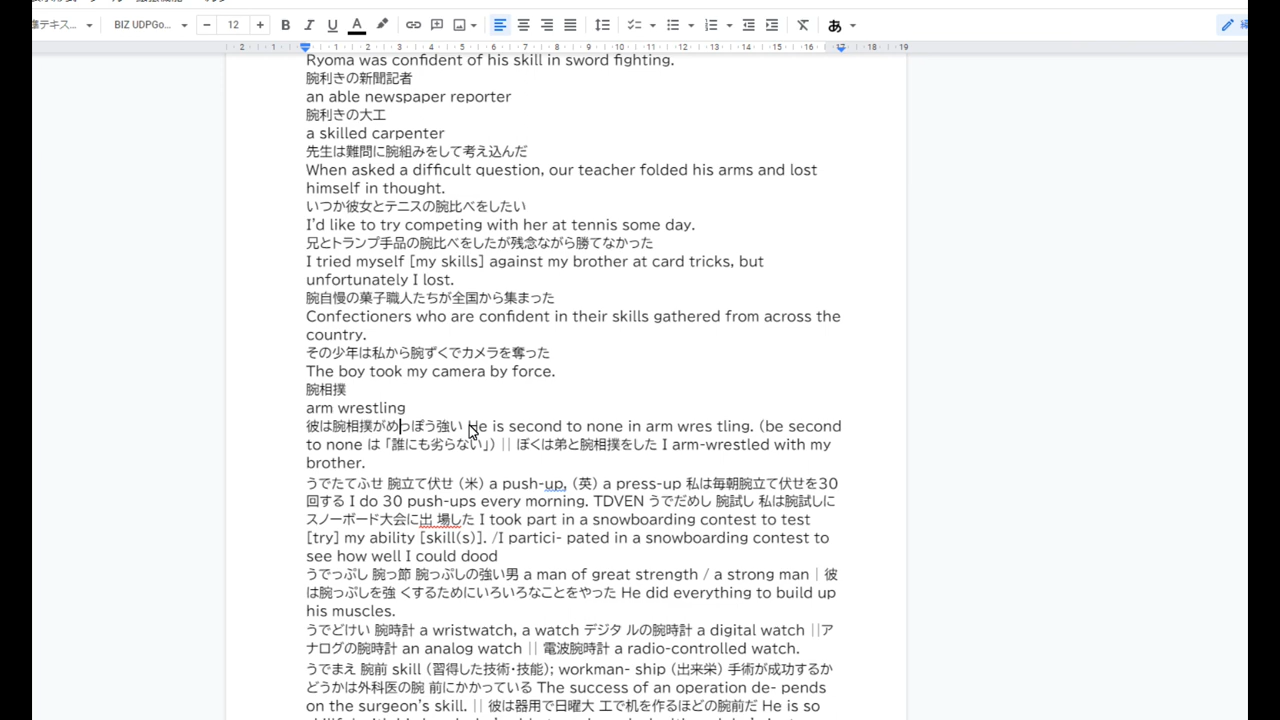 BIZ UDPGo...
12
B I U A
あ
2 1 1 2 3 4 5 6 7 8 9 10 11 12 13 14 15 16 17 18 19
Ryoma was confident of his skill in sword fighting.
腕利きの新聞記者
an able newspaper reporter
腕利きの大工
a skilled carpenter
先生は難問に腕組みをして考え込んだ
When asked a difficult question, our teacher folded his arms and lost
himself in thought.
いつか彼女とテニスの腕比べをしたい
I'd like to try competing with her at tennis some day.
兄とトランプ手品の腕比べをしたが残念ながら勝てなかった
I tried myself [my skills] against my brother at card tricks, but
unfortunately I lost.
腕自慢の菓子職人たちが全国から集まった
Confectioners who are confident in their skills gathered from across the
country.
その少年は私から腕ずくでカメラを奪った
The boy took my camera by force.
腕相撲
arm wrestling
彼は腕相撲がめっぽう強い He is second to none in arm wres tling. (be second
to none は「誰にも劣らない」) || ぼくは弟と腕相撲をした I arm-wrestled with my
brother.
うでたてふせ 腕立て伏せ (米) a push-up, (英) a press-up 私は毎朝腕立て伏せを30
回する I do 30 push-ups every morning. TDVEN うでだめし 腕試し 私は腕試しに
スノーボード大会に出 場した I took part in a snowboarding contest to test
[try] my ability [skill(s)]. /I partici- pated in a snowboarding contest to
see how well I could dood
うでっぷし 腕っ節 腕っぷしの強い男 a man of great strength / a strong man | 彼
は腕っぷしを強 くするためにいろいろなことをやった He did everything to build up
his muscles.
うでどけい 腕時計 a wristwatch, a watch デジタ ルの腕時計 a digital watch ||ア
ナログの腕時計 an analog watch || 電波腕時計 a radio-controlled watch.
うでまえ 腕前 skill (習得した技術・技能); workman- ship (出来栄) 手術が成功するか
どうかは外科医の腕 前にかかっている The success of an operation de- pends
on the surgeon's skill. || 彼は器用で日曜大 工で机を作るほどの腕前だ He is so